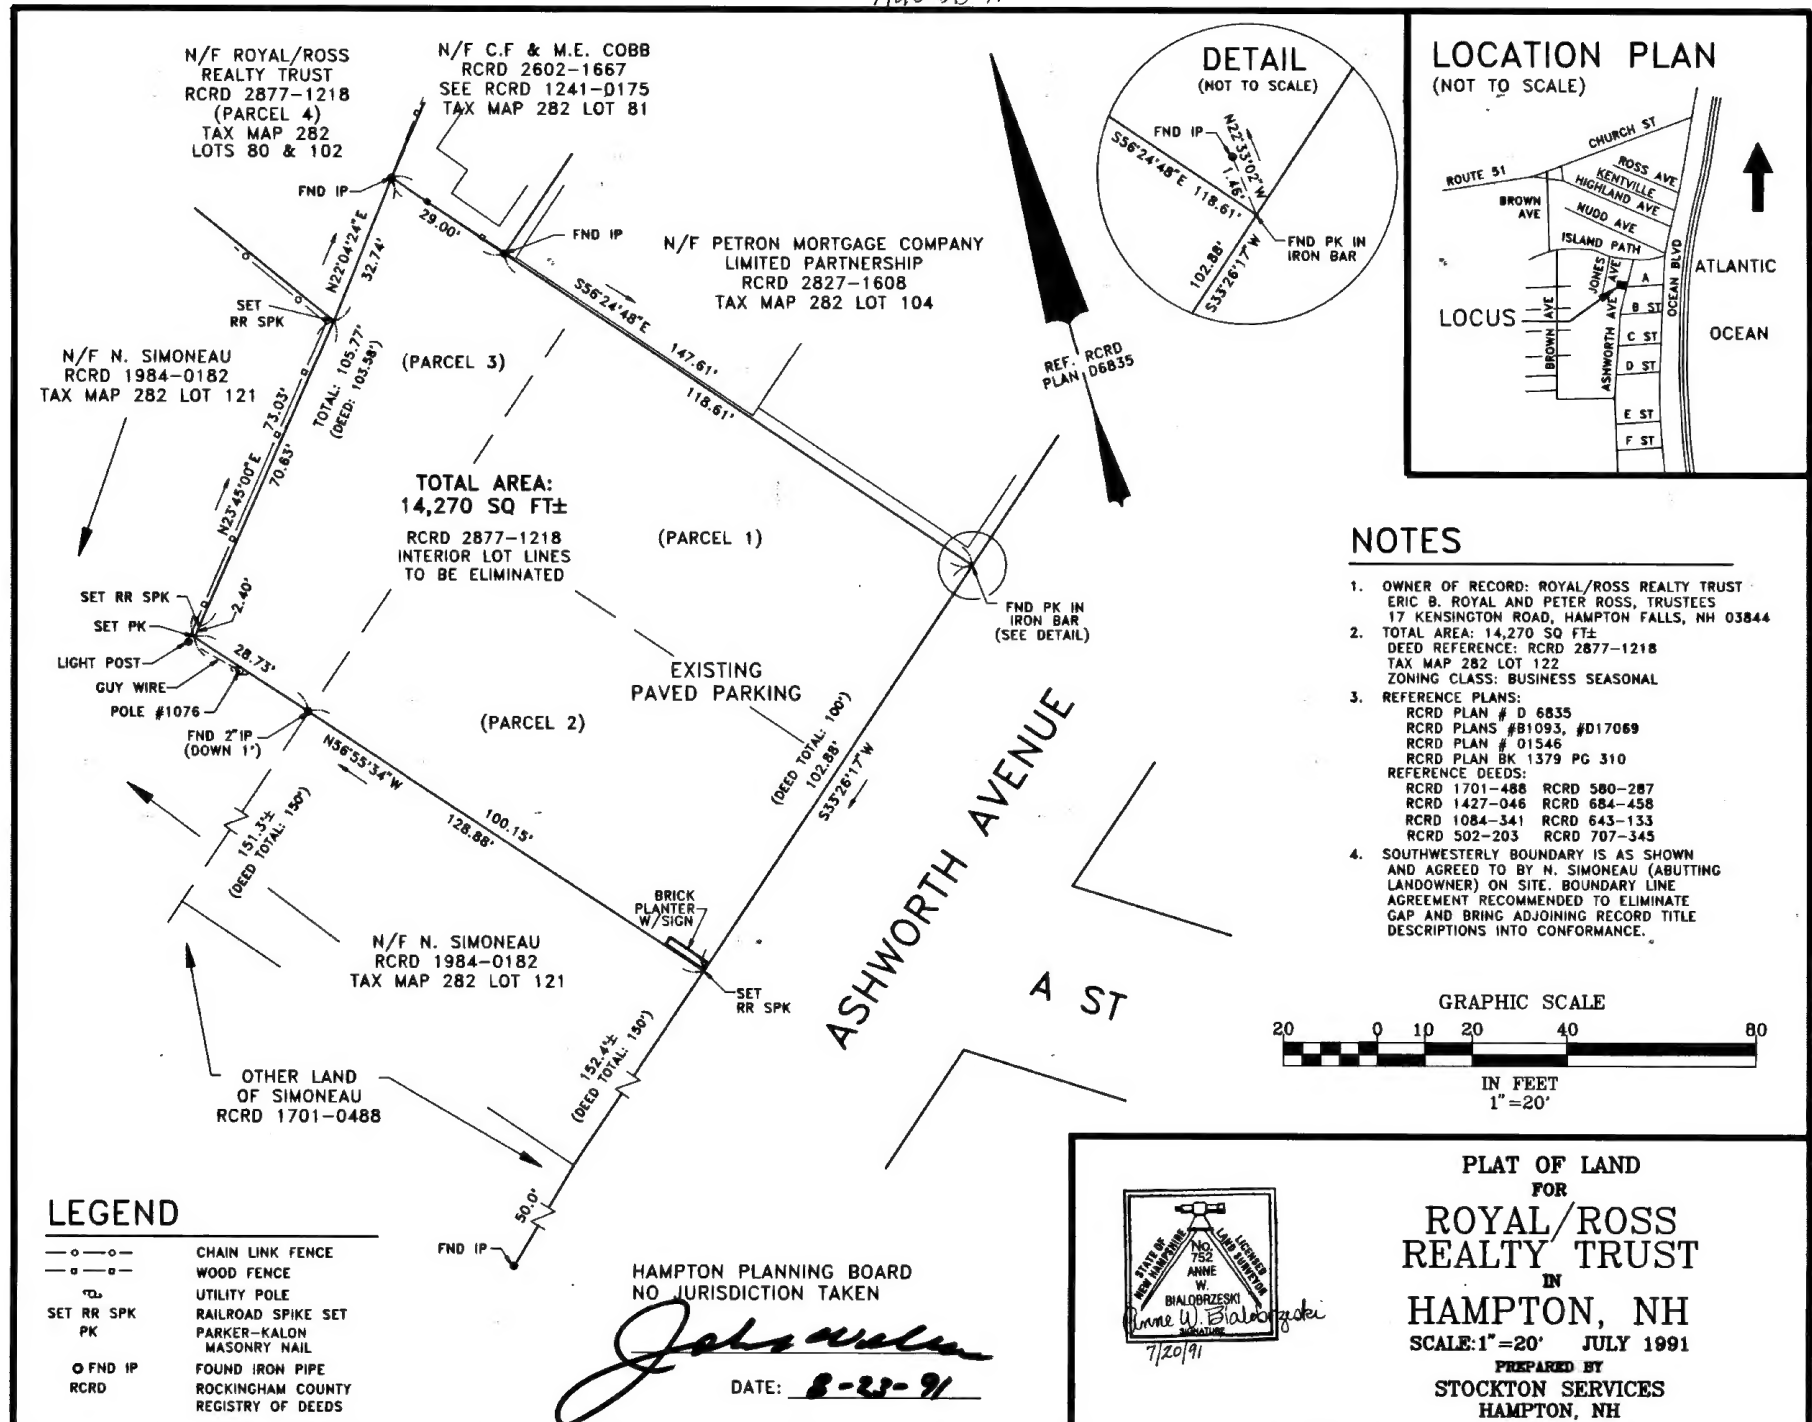 N/F ROYAL/ROSS
REALTY TRUST
RCRD 2877-1218
(PARCEL 4)
TAX MAP 282
LOTS 80 & 102
N/F C.F & M.E. COBB
RCRD 2602-1667
SEE RCRD 1241-0175
TAX MAP 282 LOT 81
FND IP
FND IP
29.00'
N22°04'24"E
32.74'
SET
RR SPK
N/F PETRON MORTGAGE COMPANY
LIMITED PARTNERSHIP
RCRD 2827-1608
TAX MAP 282 LOT 104
S56°24'48"E
147.61'
118.61'
N/F N. SIMONEAU
RCRD 1984-0182
TAX MAP 282 LOT 121
(PARCEL 3)
TOTAL: 105.77'
(DEED: 103.58')
73.03'
N23°45'00"E
70.63'
TOTAL AREA:
14,270 SQ FT±
RCRD 2877-1218
INTERIOR LOT LINES
TO BE ELIMINATED
(PARCEL 1)
REF. RCRD
PLAN D6835
DETAIL
(NOT TO SCALE)
FND IP
N22°33'02"W
1.46'
S56°24'48"E 118.61'
FND PK IN
IRON BAR
102.88'
S33°26'17"W
LOCATION PLAN
(NOT TO SCALE)
CHURCH ST
ROUTE 51
ROSS AVE
KENTVILLE
HIGHLAND AVE
BROWN
AVE
NUDD AVE
ISLAND PATH
JONES AVE
OCEAN BLVD
ATLANTIC
OCEAN
LOCUS
BROWN AVE
ASHWORTH AVE
A
B ST
C ST
D ST
E ST
F ST
SET RR SPK
2.40'
SET PK
LIGHT POST
28.73'
GUY WIRE
POLE #1076
FND 2"IP
(DOWN 1')
FND PK IN
IRON BAR
(SEE DETAIL)
EXISTING
PAVED PARKING
(PARCEL 2)
(DEED TOTAL: 100')
102.88'
S33°26'17"W
N56°55'34"W
100.15'
128.88'
151.3'±
(DEED TOTAL: 150')
BRICK
PLANTER
W/SIGN
SET
RR SPK
N/F N. SIMONEAU
RCRD 1984-0182
TAX MAP 282 LOT 121
152.4'±
(DEED TOTAL: 150')
ASHWORTH AVENUE
A ST
OTHER LAND
OF SIMONEAU
RCRD 1701-0488
50.0'
FND IP
NOTES
1. OWNER OF RECORD: ROYAL/ROSS REALTY TRUST
ERIC B. ROYAL AND PETER ROSS, TRUSTEES
17 KENSINGTON ROAD, HAMPTON FALLS, NH 03844
2. TOTAL AREA: 14,270 SQ FT±
DEED REFERENCE: RCRD 2877-1218
TAX MAP 282 LOT 122
ZONING CLASS: BUSINESS SEASONAL
3. REFERENCE PLANS:
RCRD PLAN # D 6835
RCRD PLANS #B1093, #D17069
RCRD PLAN # 01546
RCRD PLAN BK 1379 PG 310
REFERENCE DEEDS:
RCRD 1701-488 RCRD 580-287
RCRD 1427-046 RCRD 684-458
RCRD 1084-341 RCRD 643-133
RCRD 502-203 RCRD 707-345
4. SOUTHWESTERLY BOUNDARY IS AS SHOWN
AND AGREED TO BY N. SIMONEAU (ABUTTING
LANDOWNER) ON SITE. BOUNDARY LINE
AGREEMENT RECOMMENDED TO ELIMINATE
GAP AND BRING ADJOINING RECORD TITLE
DESCRIPTIONS INTO CONFORMANCE.
GRAPHIC SCALE
20 0 10 20 40 80
IN FEET
1"=20'
LEGEND
CHAIN LINK FENCE
WOOD FENCE
UTILITY POLE
SET RR SPK RAILROAD SPIKE SET
PK PARKER-KALON
MASONRY NAIL
FND IP FOUND IRON PIPE
RCRD ROCKINGHAM COUNTY
REGISTRY OF DEEDS
HAMPTON PLANNING BOARD
NO JURISDICTION TAKEN
DATE: 8-23-91
STATE OF
NEW HAMPSHIRE
LICENSED
LAND SURVEYOR
No.
752
ANNE
W.
BIALOBRZESKI
Anne W. Bialobrzeski
SIGNATURE
7/20/91
PLAT OF LAND
FOR
ROYAL/ROSS
REALTY TRUST
IN
HAMPTON, NH
SCALE:1"=20' JULY 1991
PREPARED BY
STOCKTON SERVICES
HAMPTON, NH